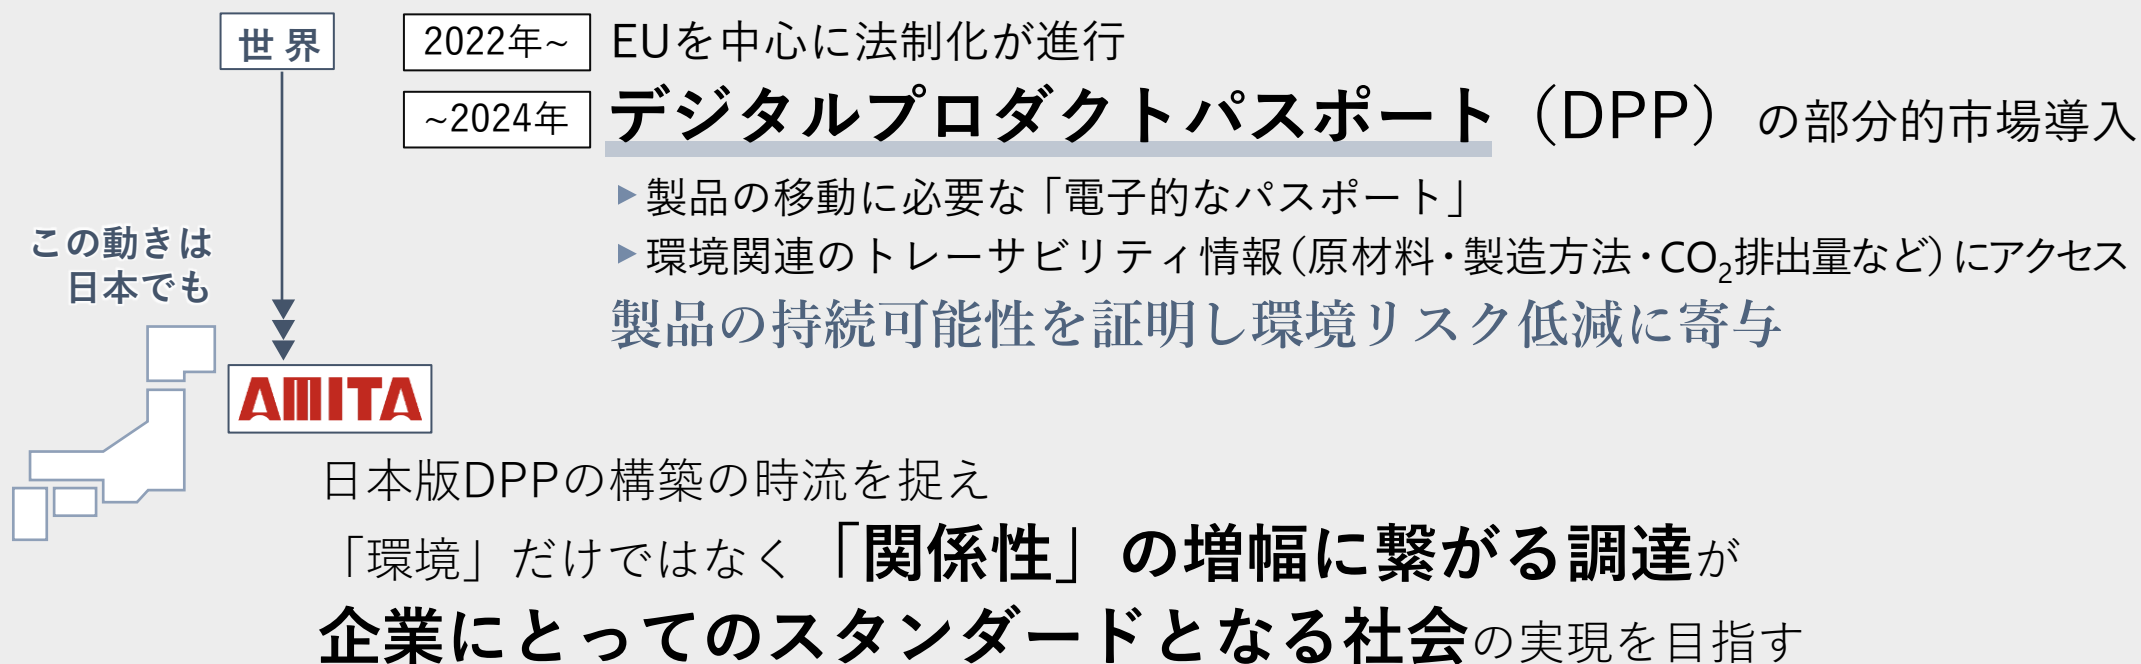 世界
2022年~ EUを中心に法制化が進行
~2024年 デジタルプロダクトパスポート（DPP）の部分的市場導入
▶製品の移動に必要な「電子的なパスポート」
▶環境関連のトレーサビリティ情報（原材料・製造方法・CO₂排出量など）にアクセス
製品の持続可能性を証明し環境リスク低減に寄与
この動きは
日本でも
AMITA
日本版DPPの構築の時流を捉え
「環境」だけではなく「関係性」の増幅に繋がる調達が
企業にとってのスタンダードとなる社会の実現を目指す